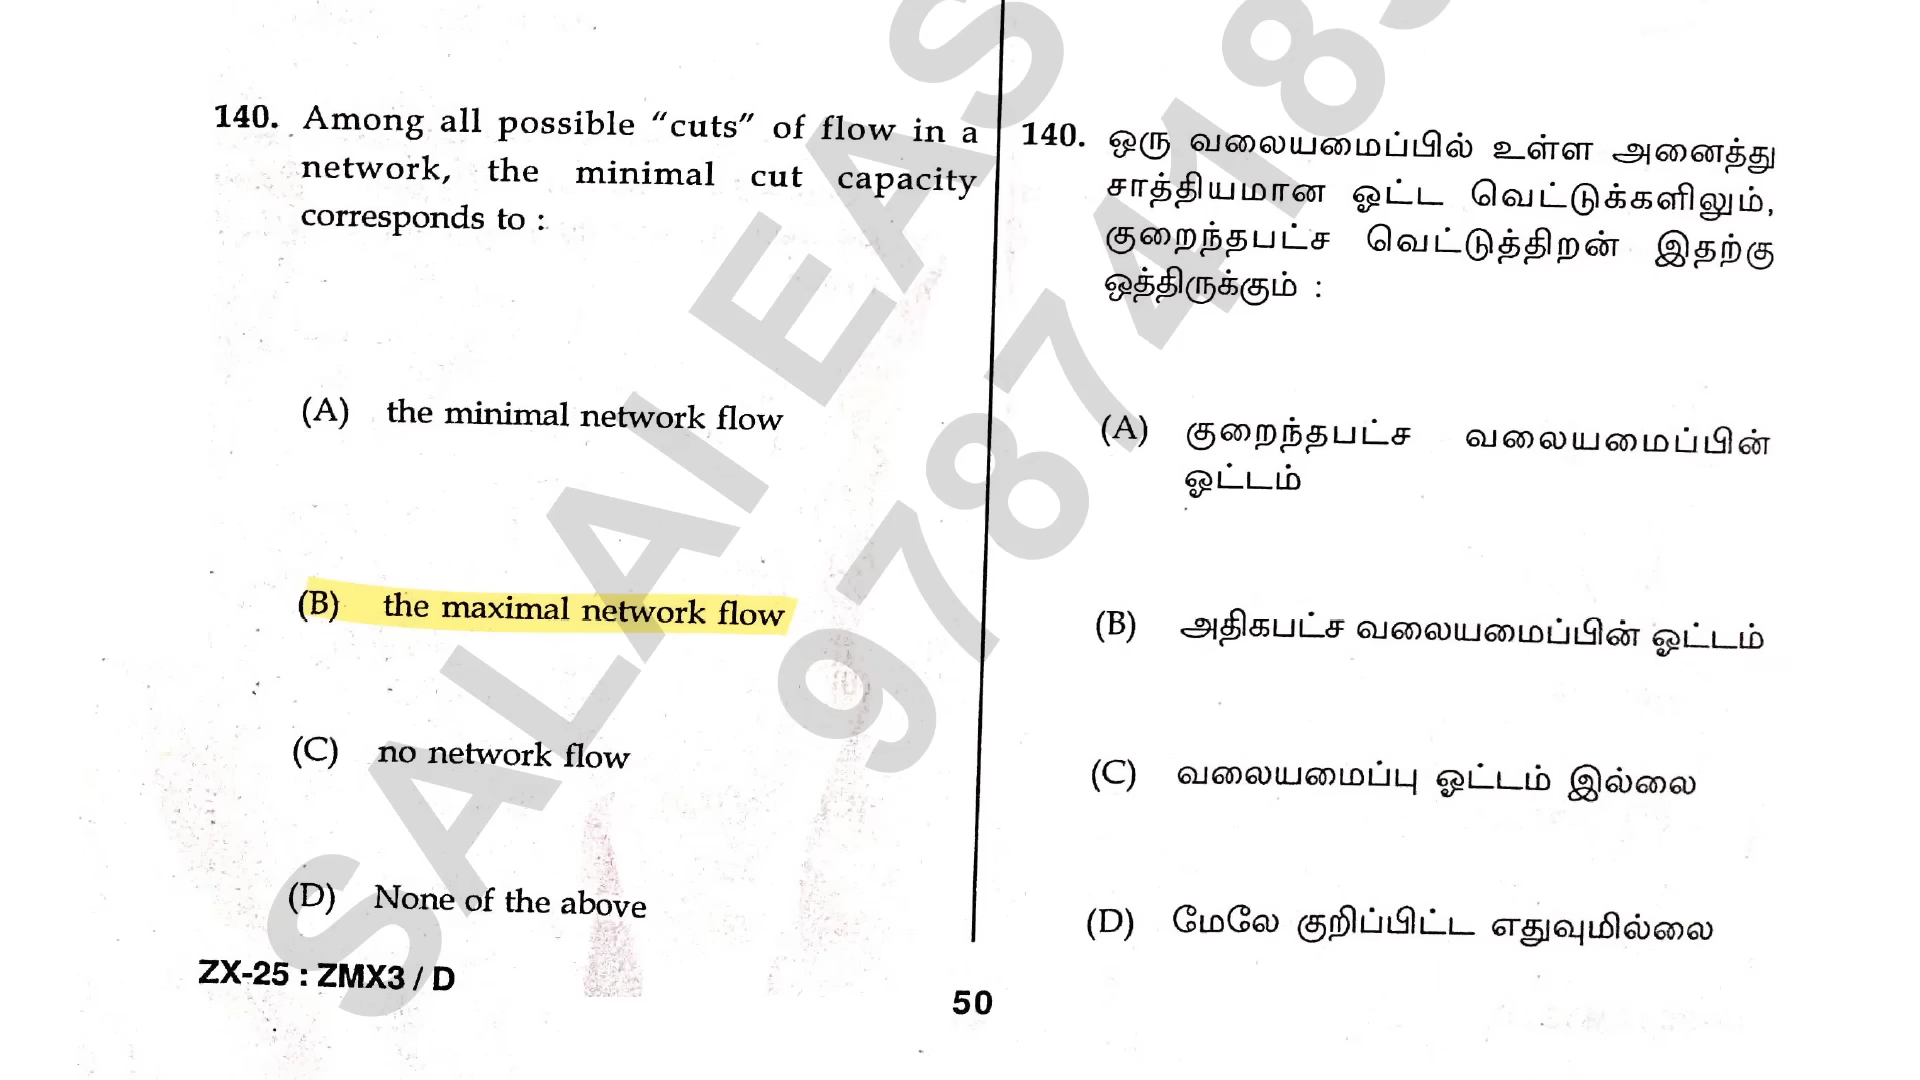 140. Among all possible “cuts” of flow in a
network, the minimal cut capacity
corresponds to :
(A) the minimal network flow
(B) the maximal network flow
(C) no network flow
(D) None of the above
ZX-25 : ZMX3 / D
140. ஒரு வலையமைப்பில் உள்ள அனைத்து
சாத்தியமான ஓட்ட வெட்டுக்களிலும்,
குறைந்தபட்ச வெட்டுத்திறன் இதற்கு
ஒத்திருக்கும் :
(A) குறைந்தபட்ச வலையமைப்பின்
ஓட்டம்
(B) அதிகபட்ச வலையமைப்பின் ஓட்டம்
(C) வலையமைப்பு ஓட்டம் இல்லை
(D) மேலே குறிப்பிட்ட எதுவுமில்லை
50
SALAI EAS